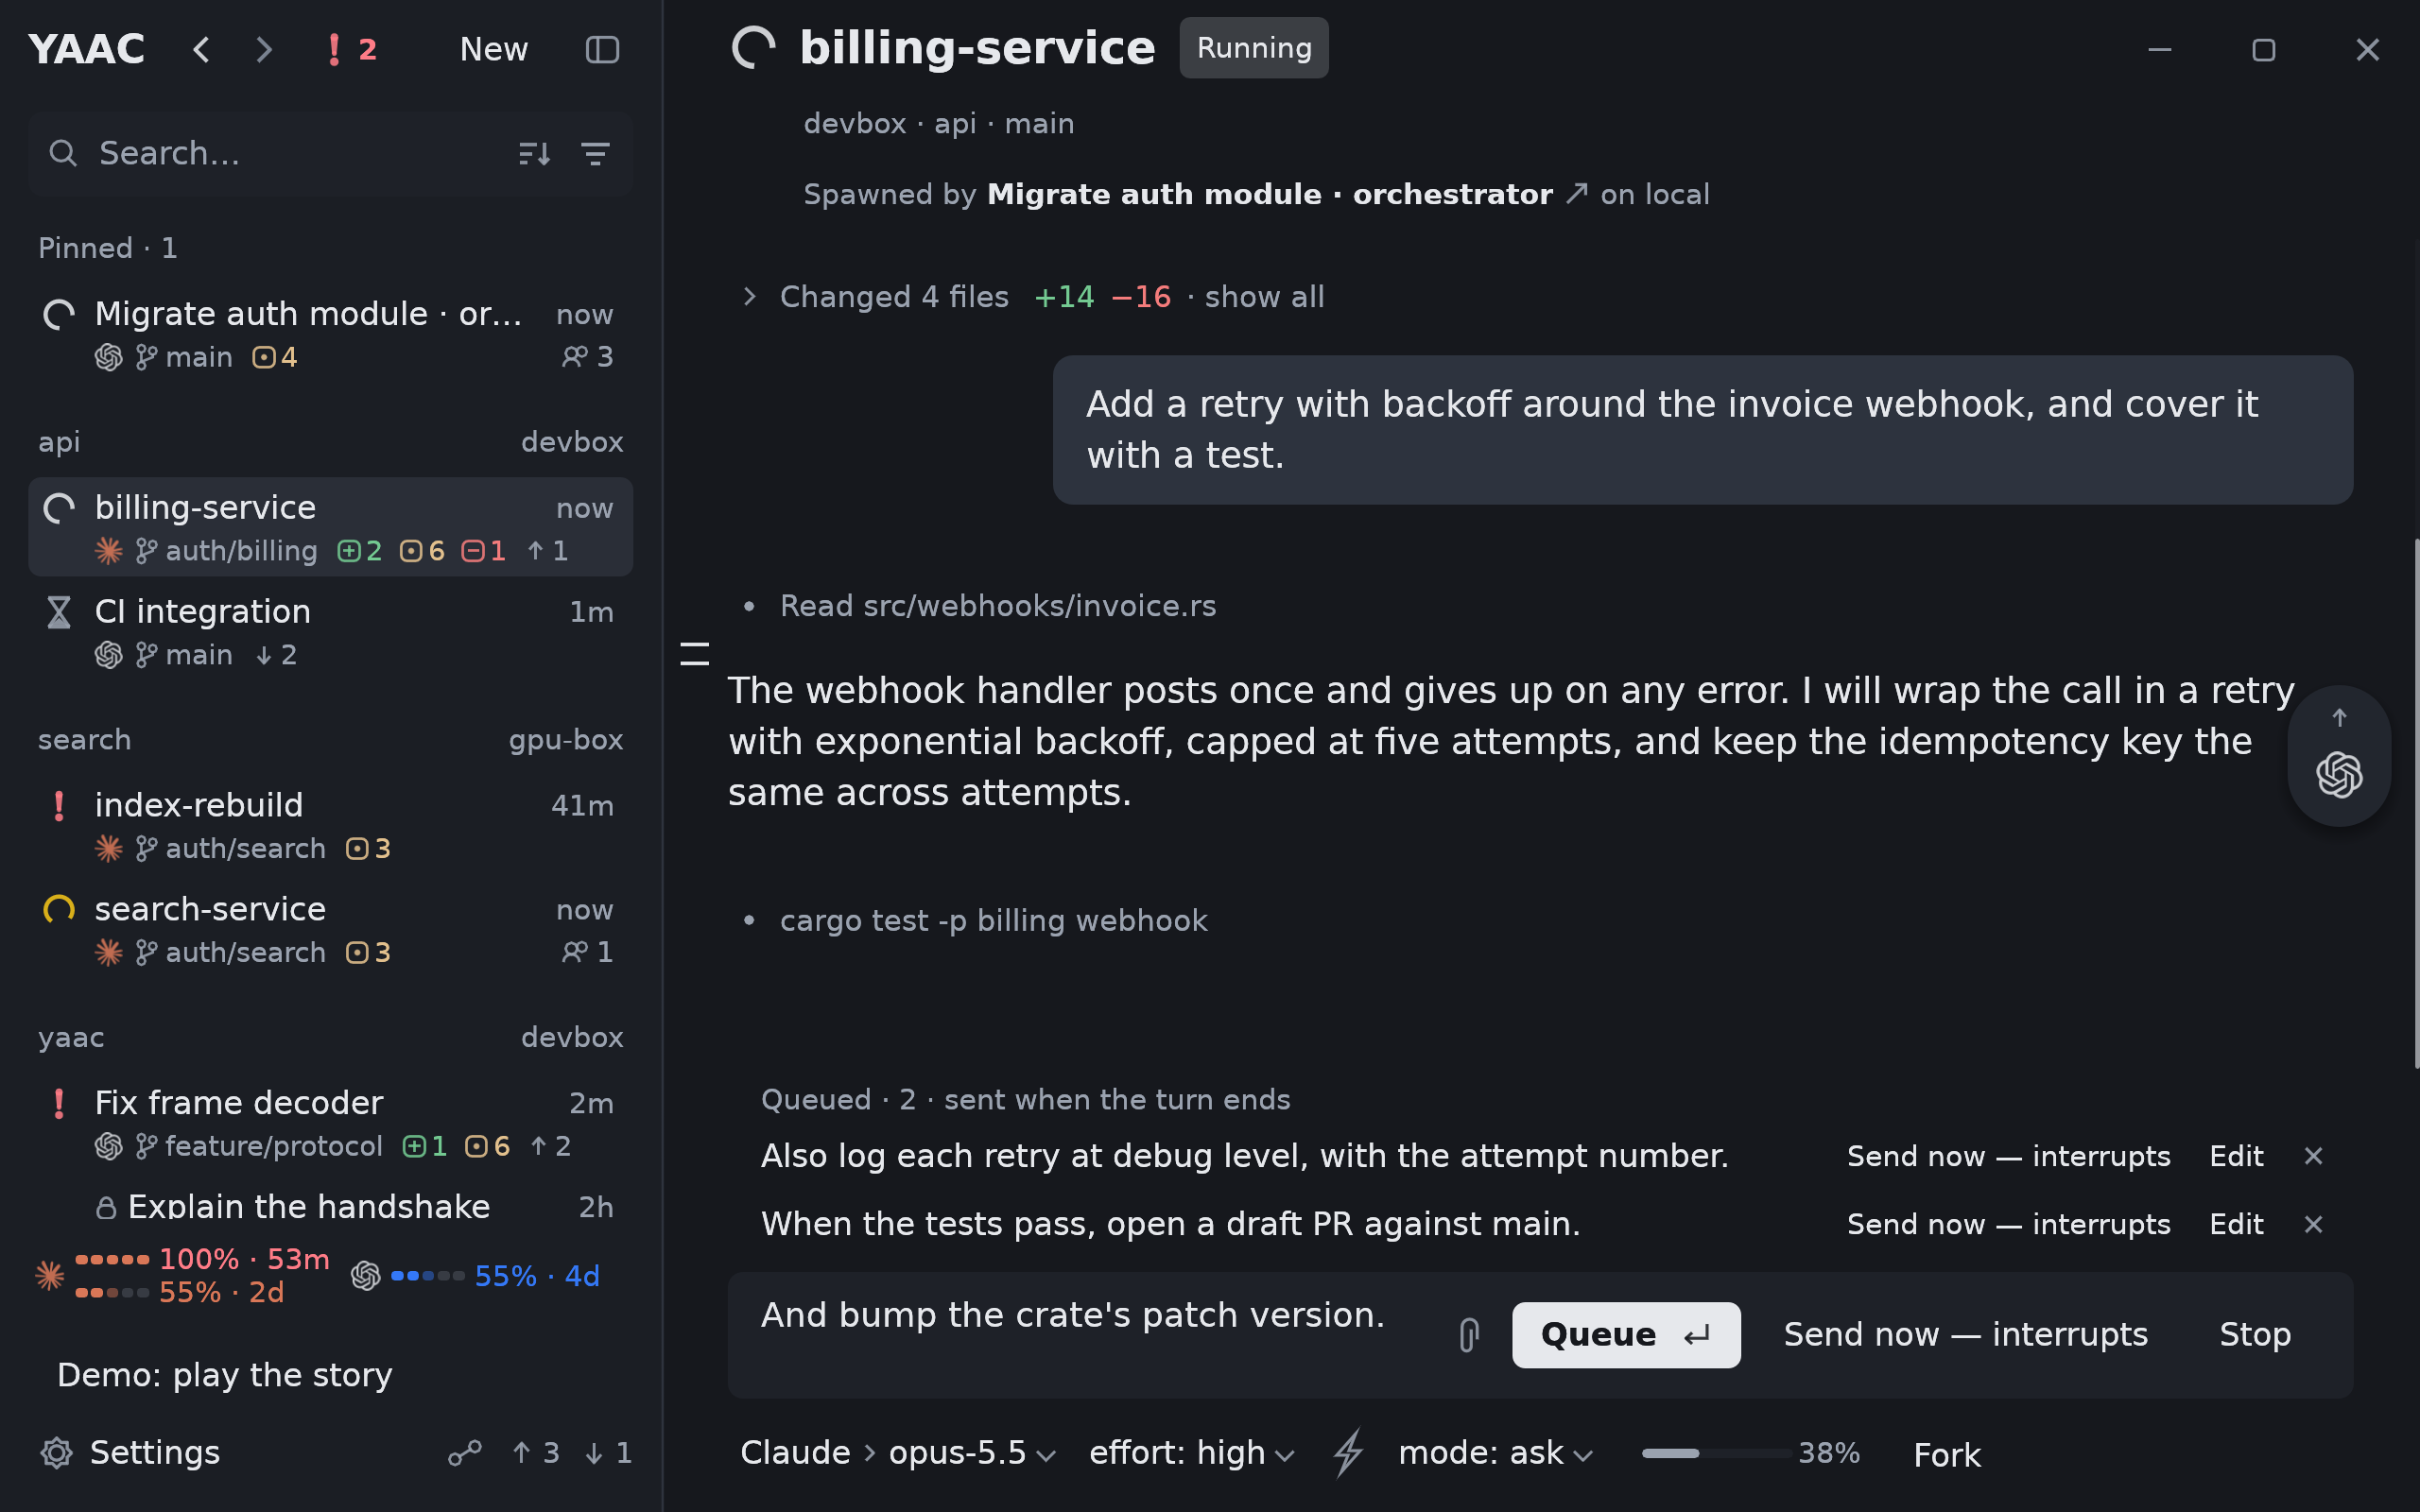 YAAC
2
New
Search...
Pinned · 1
Migrate auth module · or... now
main 4 3
api devbox
billing-service now
auth/billing 2 6 1 ↑1
CI integration 1m
main ↓2
search gpu-box
index-rebuild 41m
auth/search 3
search-service now
auth/search 3 1
yaac devbox
Fix frame decoder 2m
feature/protocol 1 6 ↑2
Explain the handshake 2h
100% · 53m
55% · 2d
55% · 4d
Demo: play the story
Settings ↑3 ↓1
billing-service Running
devbox · api · main
Spawned by Migrate auth module · orchestrator ↗ on local
Changed 4 files +14 −16 · show all
Add a retry with backoff around the invoice webhook, and cover it
with a test.
• Read src/webhooks/invoice.rs
The webhook handler posts once and gives up on any error. I will wrap the call in a retry
with exponential backoff, capped at five attempts, and keep the idempotency key the
same across attempts.
• cargo test -p billing webhook
Queued · 2 · sent when the turn ends
Also log each retry at debug level, with the attempt number. Send now — interrupts Edit ×
When the tests pass, open a draft PR against main. Send now — interrupts Edit ×
And bump the crate's patch version. Queue Send now — interrupts Stop
Claude › opus-5.5 effort: high mode: ask 38% Fork